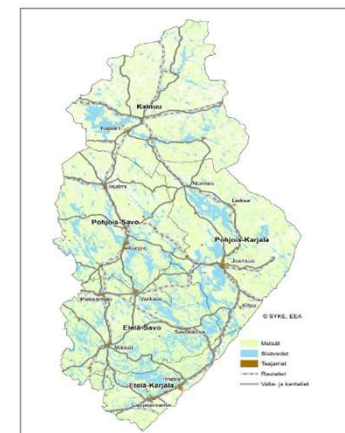 Kainuu
Kajaani
Iisalmi
Nurmes
Lieksa
Pohjois-Savo
Pohjois-Karjala
Kuopio
Joensuu
Pieksämäki
Varkaus
Kitee
© SYKE, EEA
Etelä-Savo
Savonlinna
Mikkeli
Metsät
Sisävedet
Taajamat
Rautatiet
Valta- ja kantatiet
Imatra
Etelä-Karjala
Lappeenranta